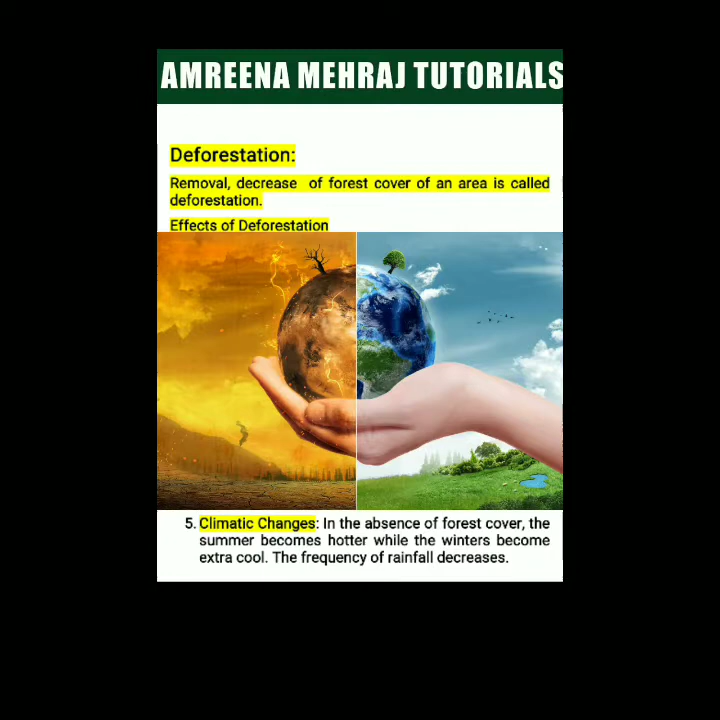 AMREENA MEHRAJ TUTORIALS
Deforestation:
Removal, decrease of forest cover of an area is called
deforestation.
Effects of Deforestation
5. Climatic Changes: In the absence of forest cover, the
summer becomes hotter while the winters become
extra cool. The frequency of rainfall decreases.